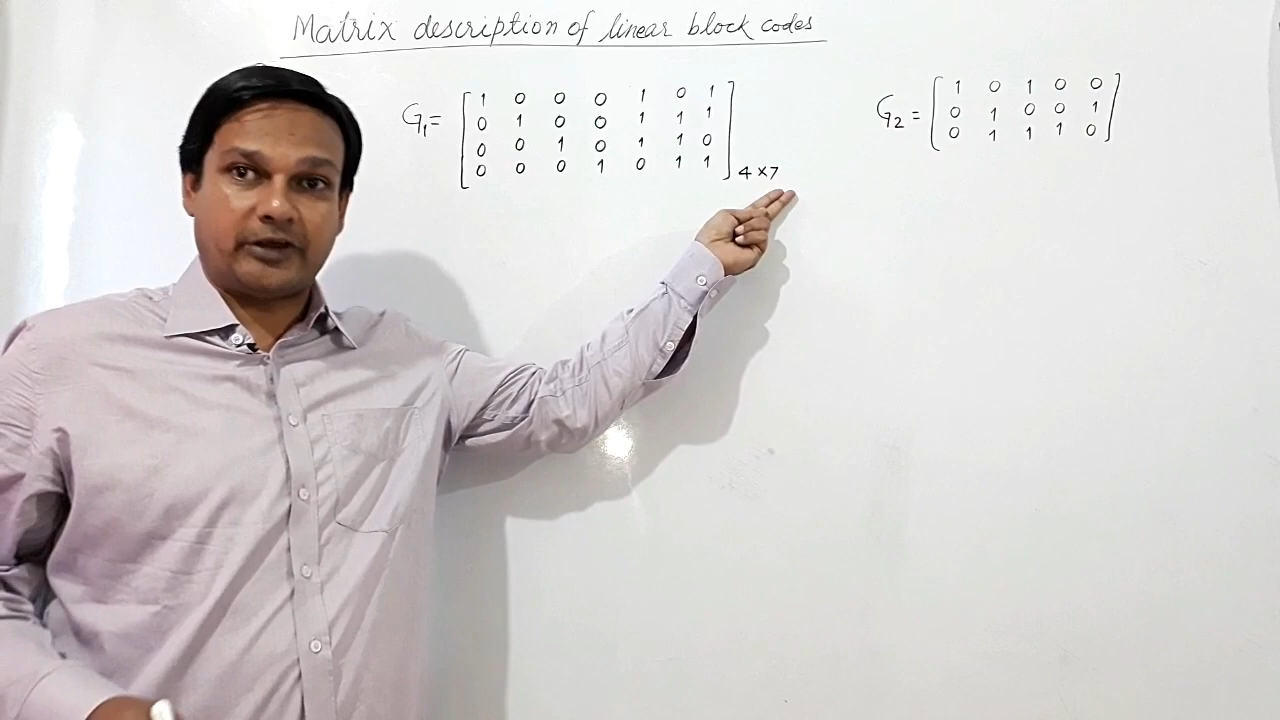 Matrix description of linear block codes
G1 = [ 1 0 0 0 1 0 1
0 1 0 0 1 1 1
0 0 1 0 1 1 0
0 0 0 1 0 1 1 ] 4×7
G2 = [ 1 0 1 0 0
0 1 0 0 1
0 1 1 1 0 ]